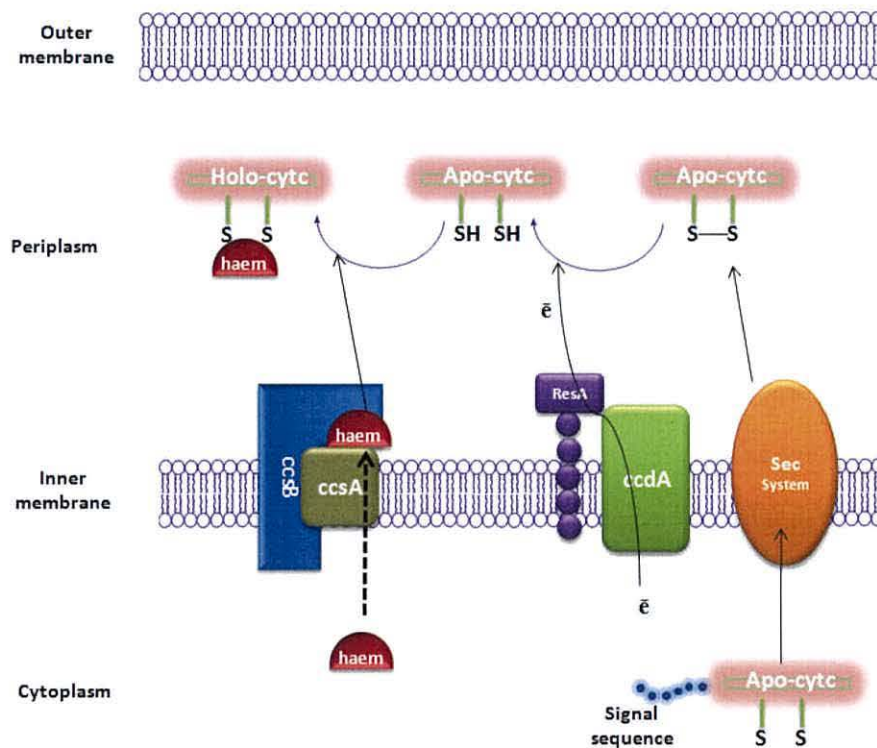 Outer
membrane
Holo-cytc
Apo-cytc
Apo-cytc
S S
SH SH
S—S
Periplasm
haem
ē
ResA
haem
Inner
membrane
ccsB
ccsA
ccdA
Sec
System
ē
haem
Cytoplasm
Apo-cytc
Signal
sequence
S S